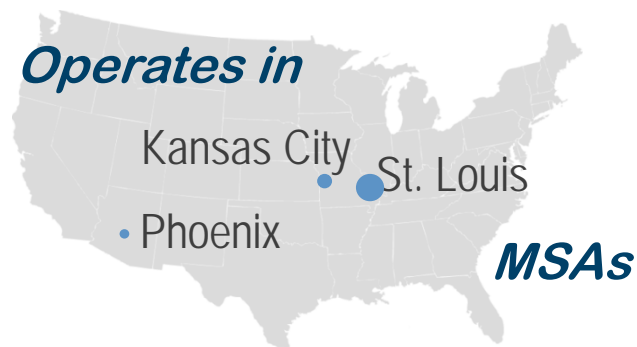 Operates in
Kansas City
St. Louis
Phoenix
MSAs